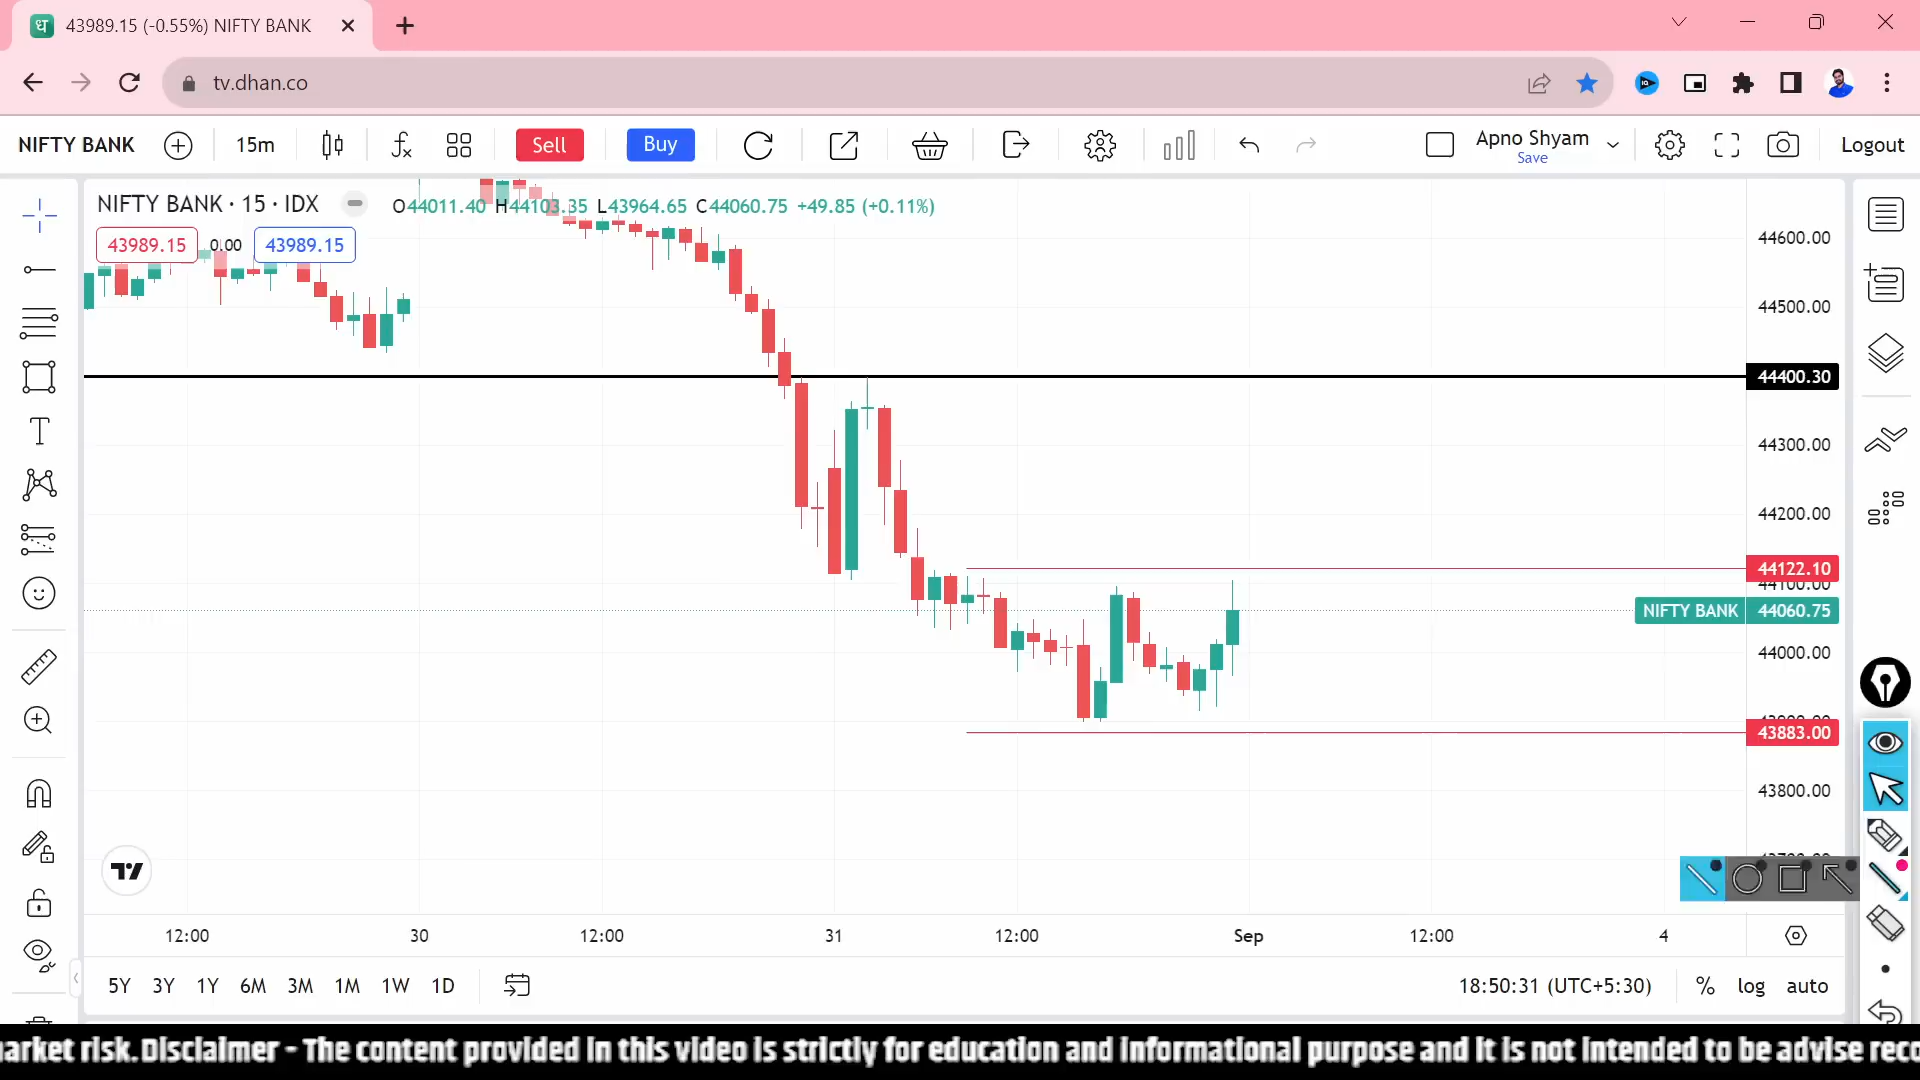 ध 43989.15 (-0.55%) NIFTY BANK
tv.dhan.co
NIFTY BANK 15m Sell Buy Apno Shyam Save Logout
NIFTY BANK · 15 · IDX O44011.40 H44103.35 L43964.65 C44060.75 +49.85 (+0.11%)
43989.15 0.00 43989.15
44600.00
44500.00
44400.30
44300.00
44200.00
44122.10
44100.00
NIFTY BANK 44060.75
44000.00
43883.00
43800.00
12:00 30 12:00 31 12:00 Sep 12:00 4
5Y 3Y 1Y 6M 3M 1M 1W 1D 18:50:31 (UTC+5:30) % log auto
market risk.Disclaimer - The content provided in this video is strictly for education and informational purpose and it is not intended to be advise